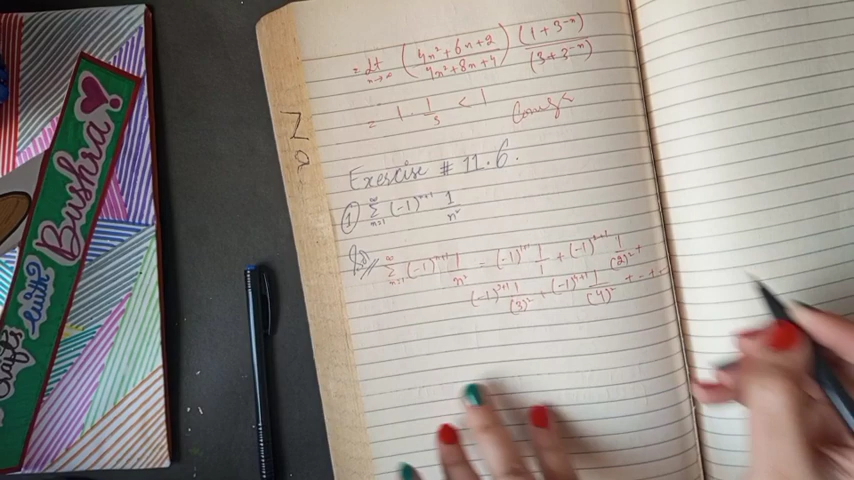 = lt n→∞ (4n²+6n+2 / 4n²+8n+4) (1+3⁻ⁿ) / (3+3⁻ⁿ)
= 1 · 1/3 < 1
Exercise # 11.6.
① ∑ n=1 ∞ (-1)ⁿ⁺¹ 1/n²
∑ n=1 ∞ (-1)ⁿ⁺¹ 1/n² = (-1)¹⁺¹ 1/1 + (-1)²⁺¹ 1/(2)² +
(-1)³⁺¹ 1/(3)² + (-1)⁴⁺¹ 1/(4)² + - + -
Crafts with Bushra